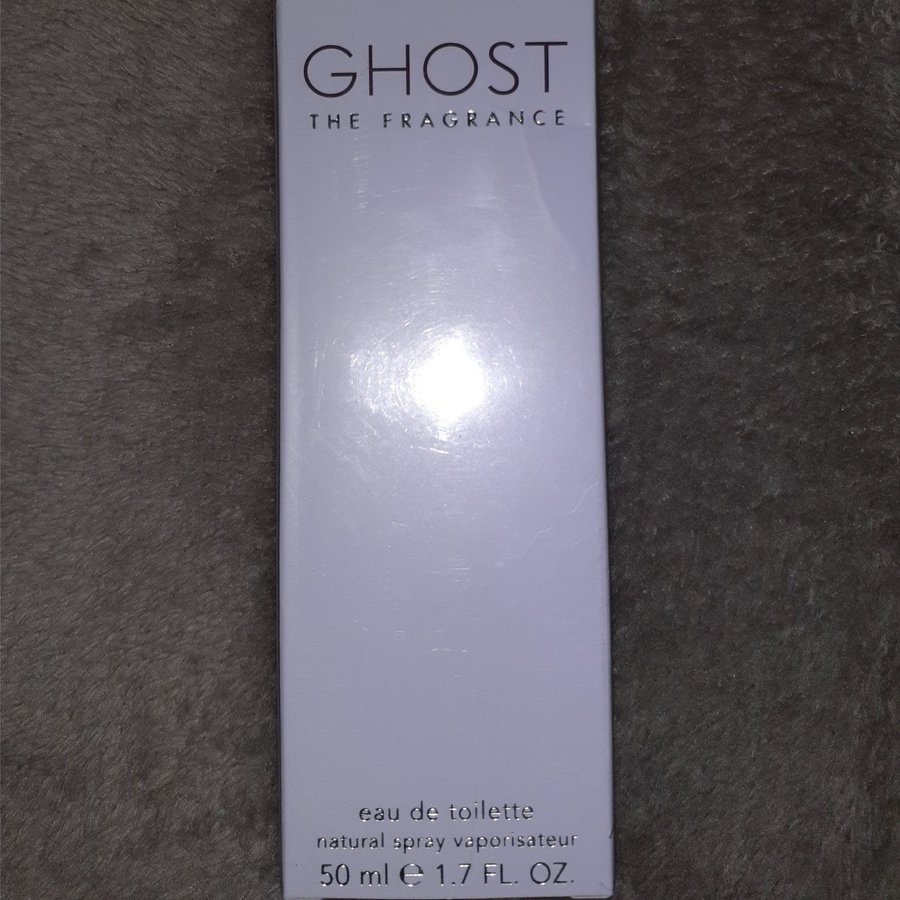 GHOST
THE FRAGRANCE
eau de toilette
natural spray vaporisateur
50 ml ℮ 1.7 FL. OZ.